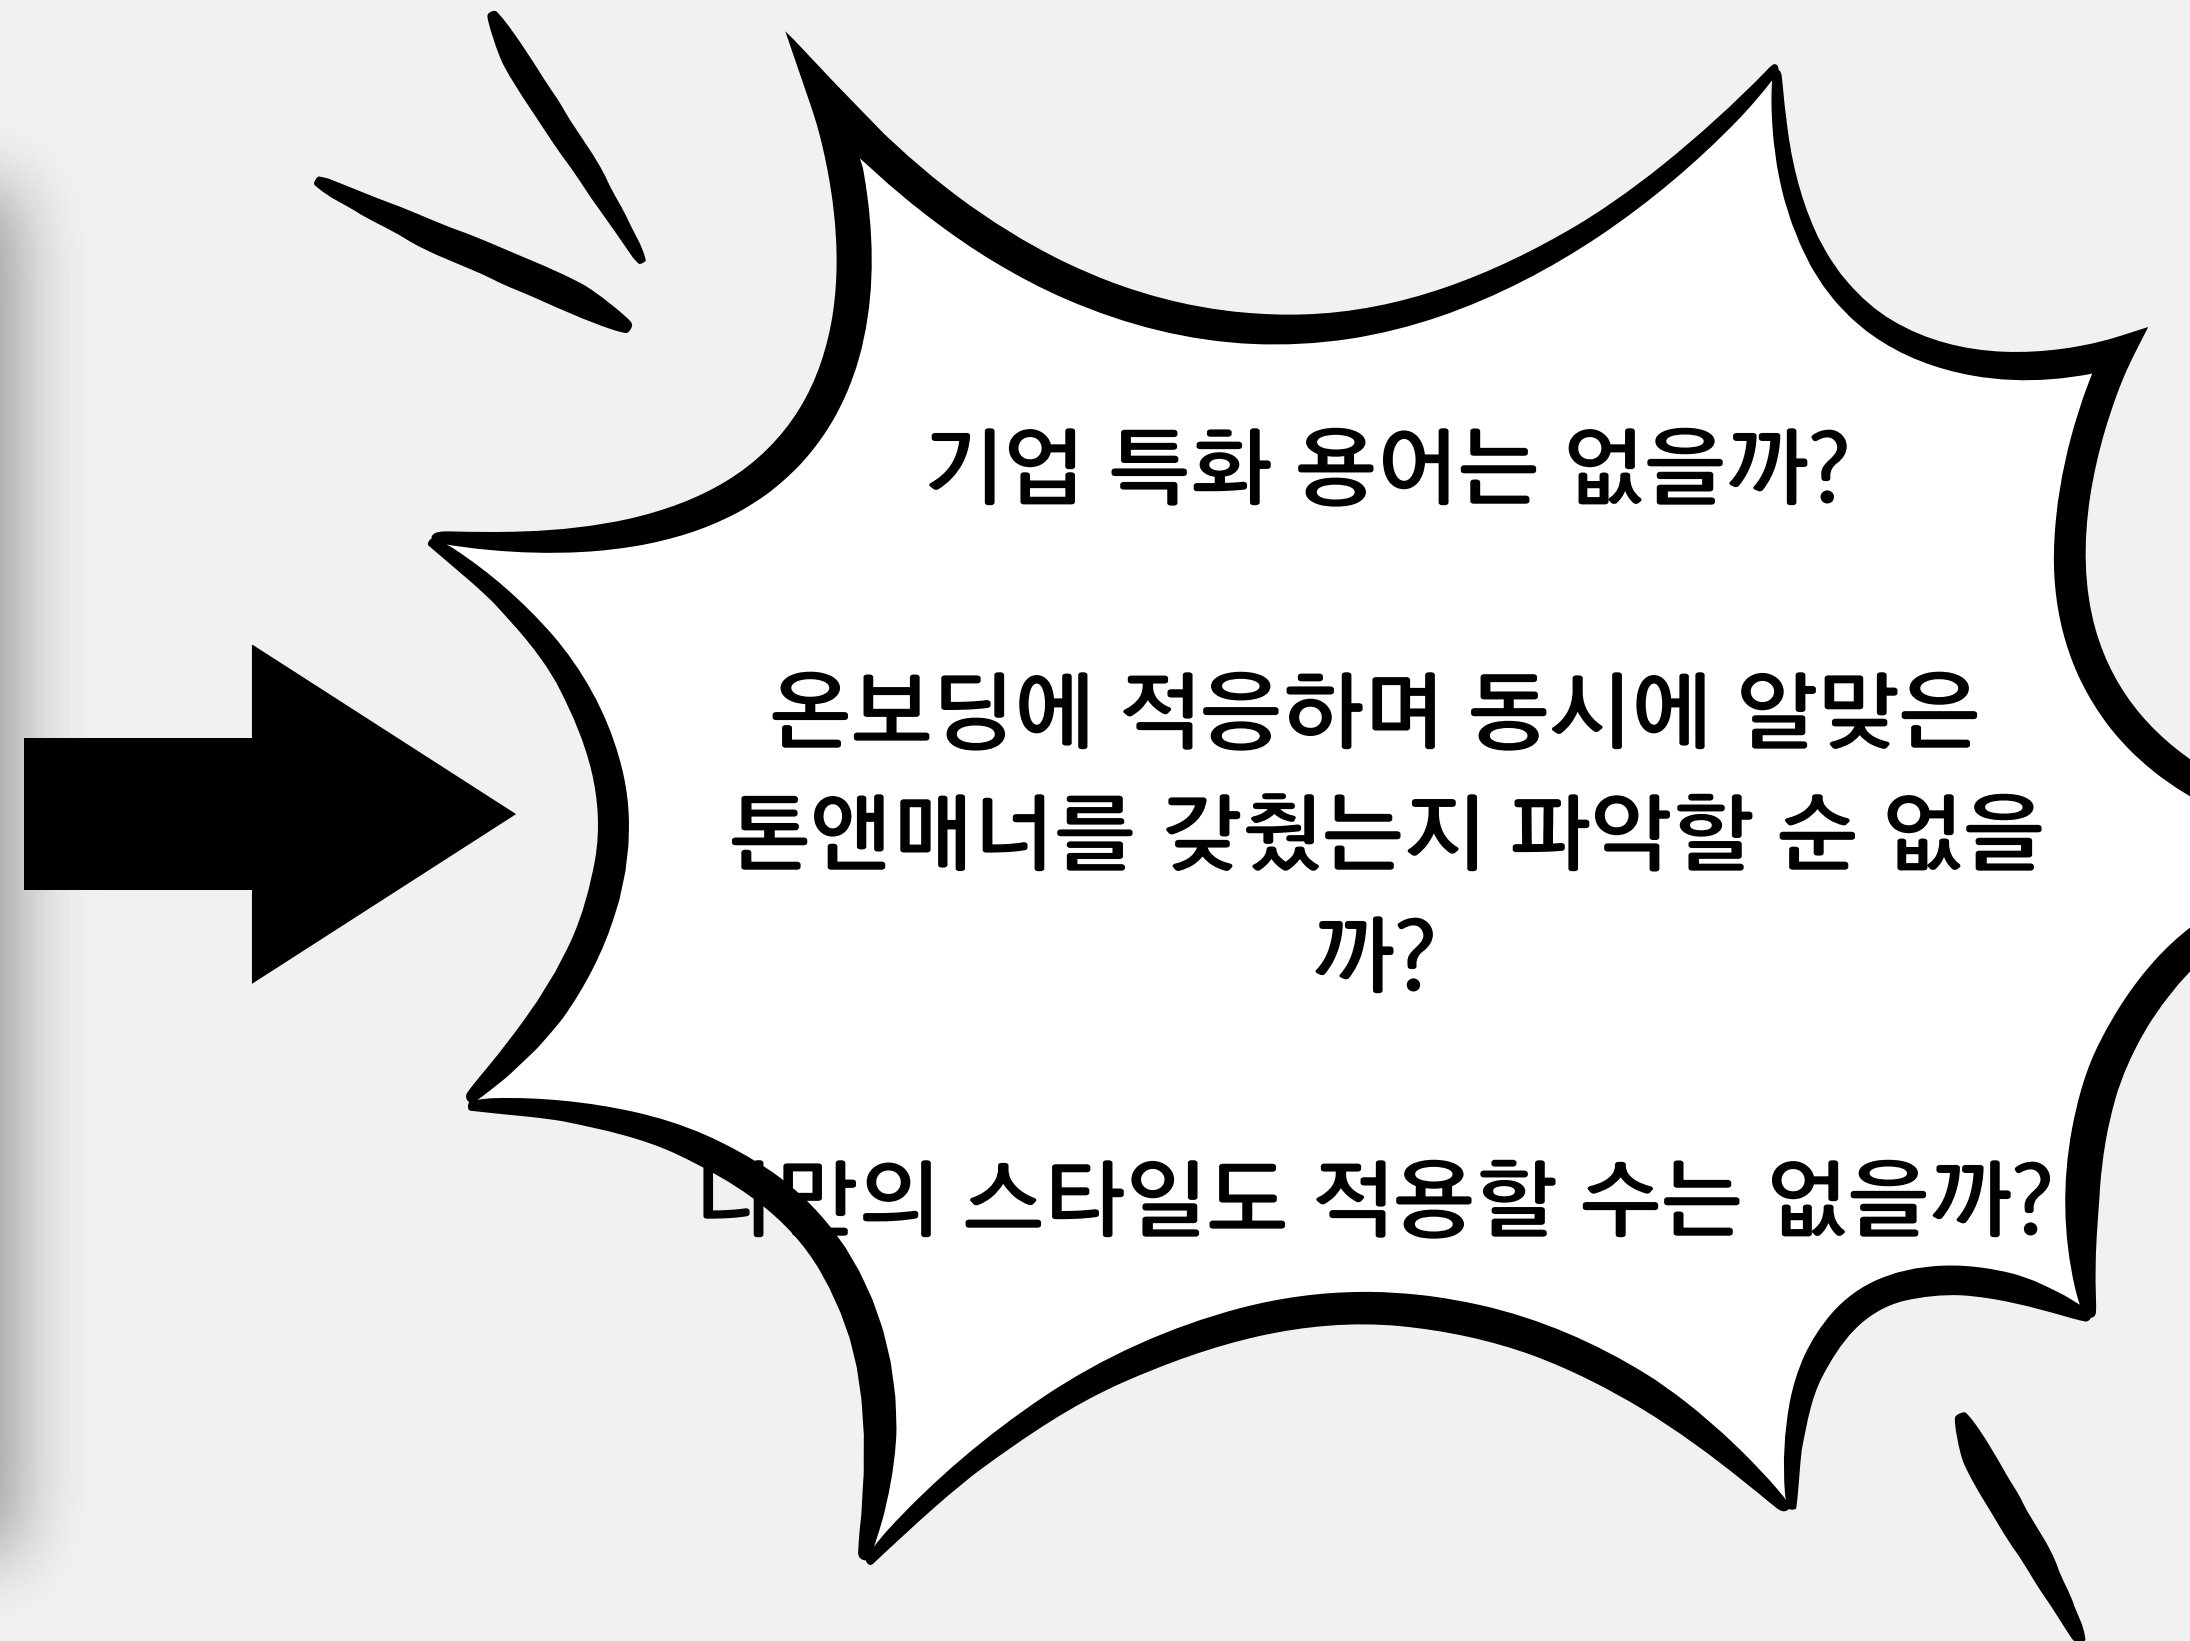 기업 특화 용어는 없을까?
온보딩에 적응하며 동시에 알맞은
톤앤매너를 갖췄는지 파악할 순 없을
까?
나만의 스타일도 적용할 수는 없을까?